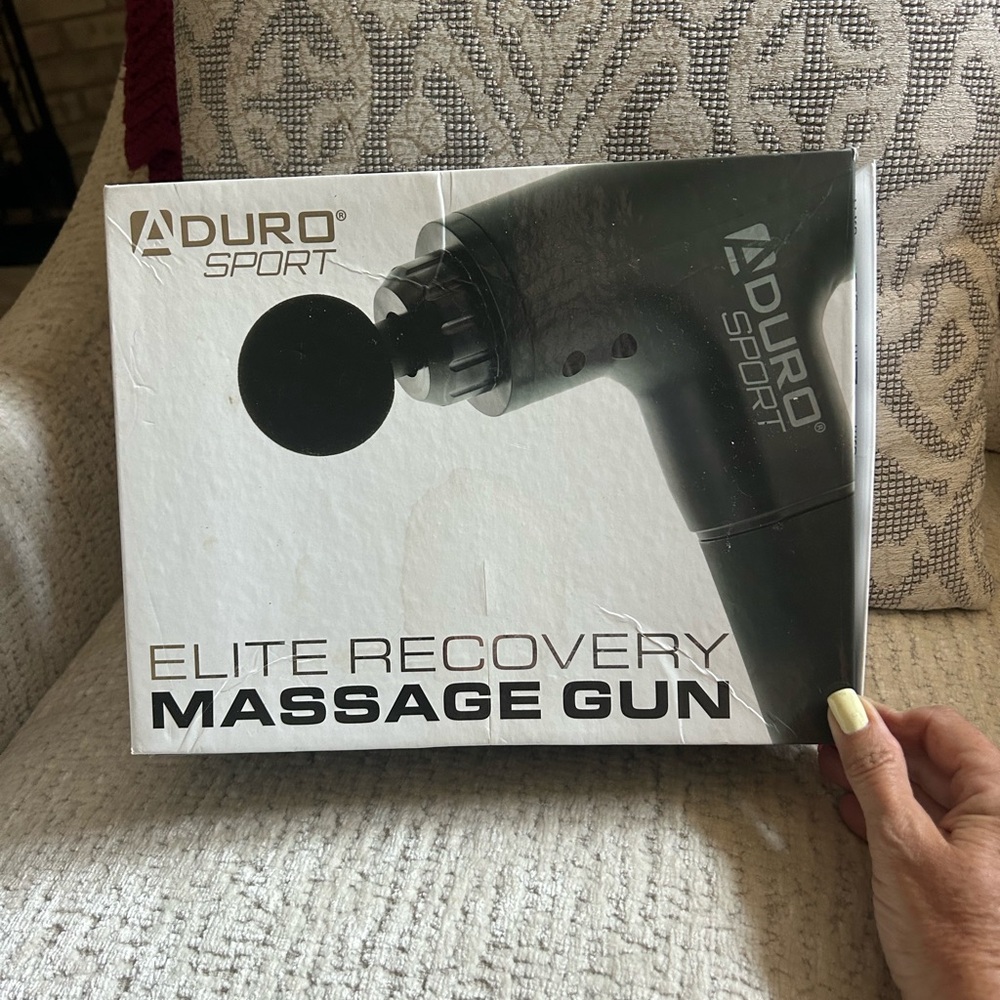 ADURO®
SPORT
ADURO®
SPORT
ELITE RECOVERY
MASSAGE GUN